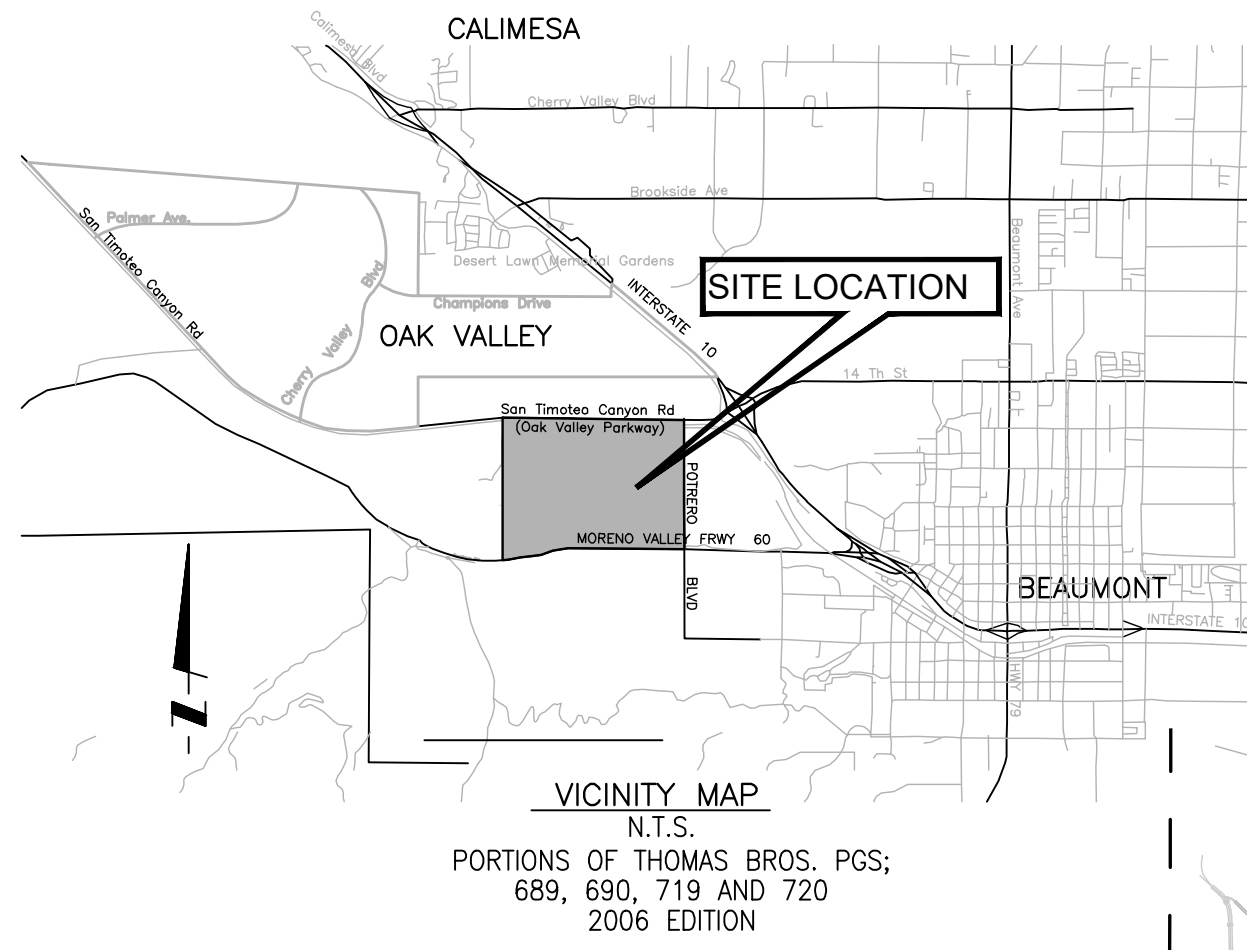 CALIMESA
Calimesa Blvd
Cherry Valley Blvd
Brookside Ave
Palmer Ave.
San Timoteo Canyon Rd
Beaumont Ave
Desert Lawn Memorial Gardens
SITE LOCATION
INTERSTATE 10
Champions Drive
Cherry Valley Blvd
OAK VALLEY
14 Th St
San Timoteo Canyon Rd
(Oak Valley Parkway)
POTRERO BLVD
MORENO VALLEY FRWY 60
BEAUMONT
INTERSTATE 10
HWY 79
N
VICINITY MAP
N.T.S.
PORTIONS OF THOMAS BROS. PGS;
689, 690, 719 AND 720
2006 EDITION